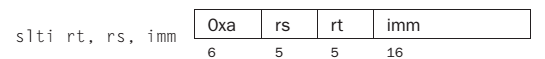 slti rt, rs, imm 0xa rs rt imm
6 5 5 16